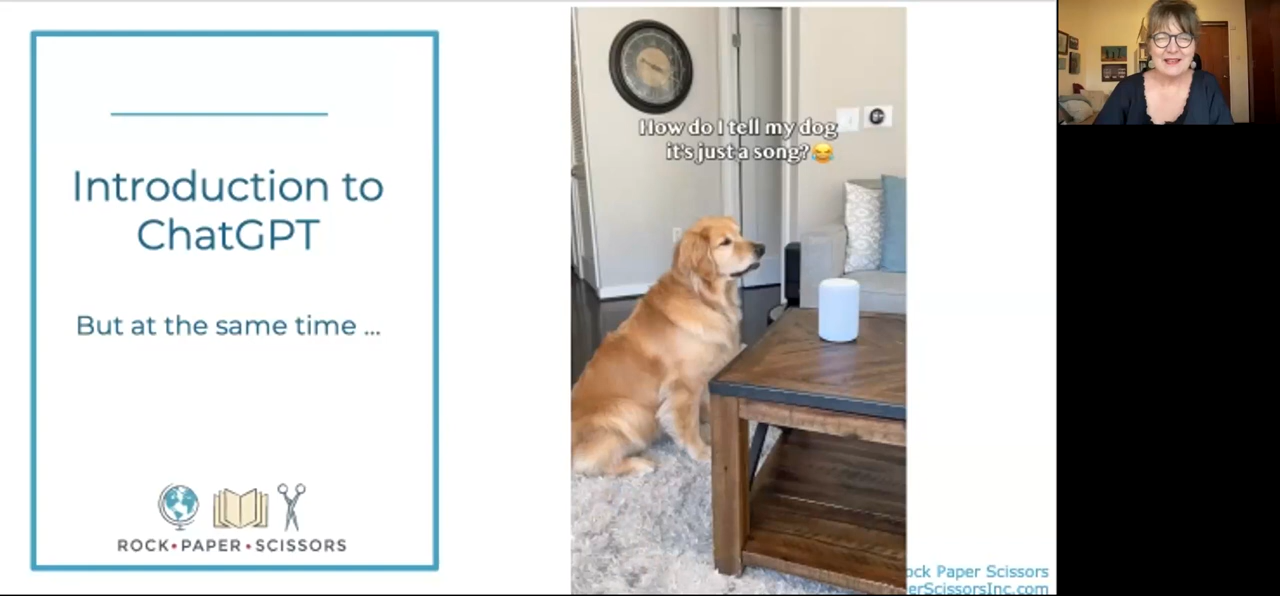 Introduction to
ChatGPT
But at the same time ...
ROCK•PAPER•SCISSORS
How do I tell my dog
it's just a song?😂
ock Paper Scissors
erScissorsInc.com